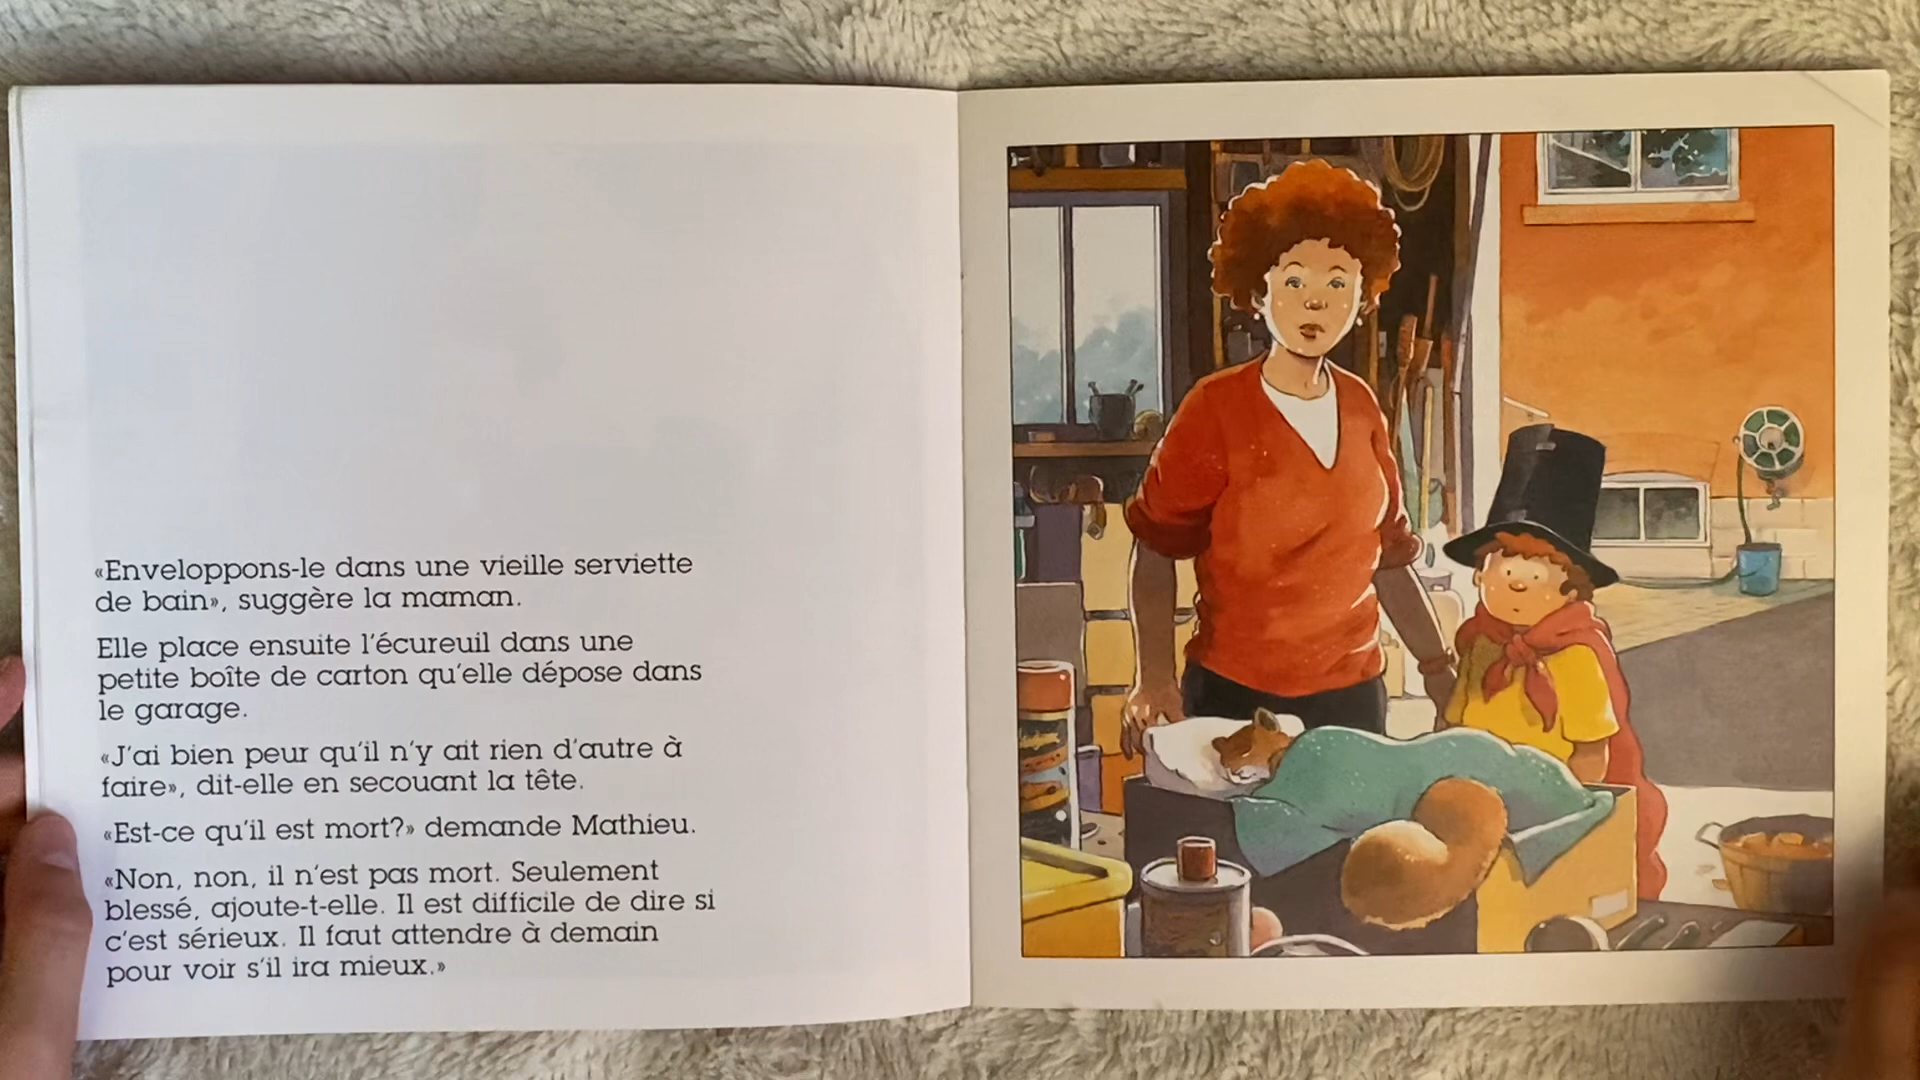 «Enveloppons-le dans une vieille serviette
de bain», suggère la maman.
Elle place ensuite l'écureuil dans une
petite boîte de carton qu'elle dépose dans
le garage.
«J'ai bien peur qu'il n'y ait rien d'autre à
faire», dit-elle en secouant la tête.
«Est-ce qu'il est mort?» demande Mathieu.
«Non, non, il n'est pas mort. Seulement
blessé, ajoute-t-elle. Il est difficile de dire si
c'est sérieux. Il faut attendre à demain
pour voir s'il ira mieux.»